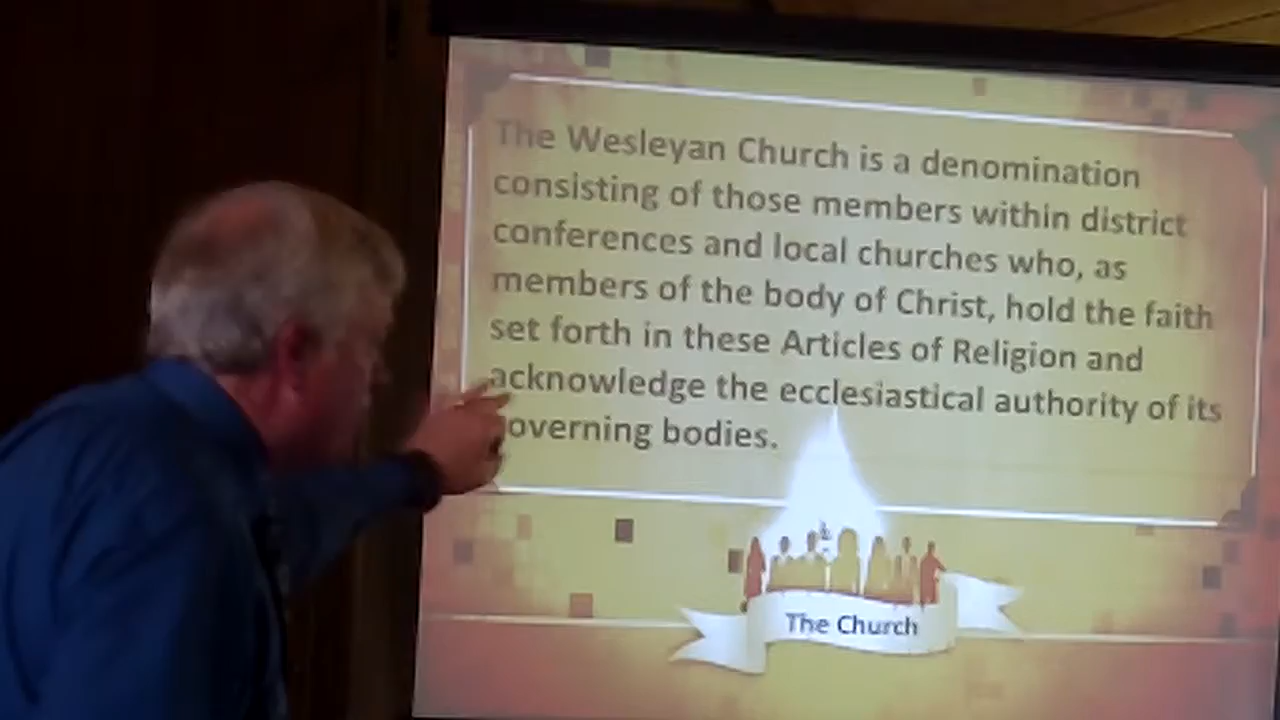 The Wesleyan Church is a denomination
consisting of those members within district
conferences and local churches who, as
members of the body of Christ, hold the faith
set forth in these Articles of Religion and
acknowledge the ecclesiastical authority of its
governing bodies.
The Church